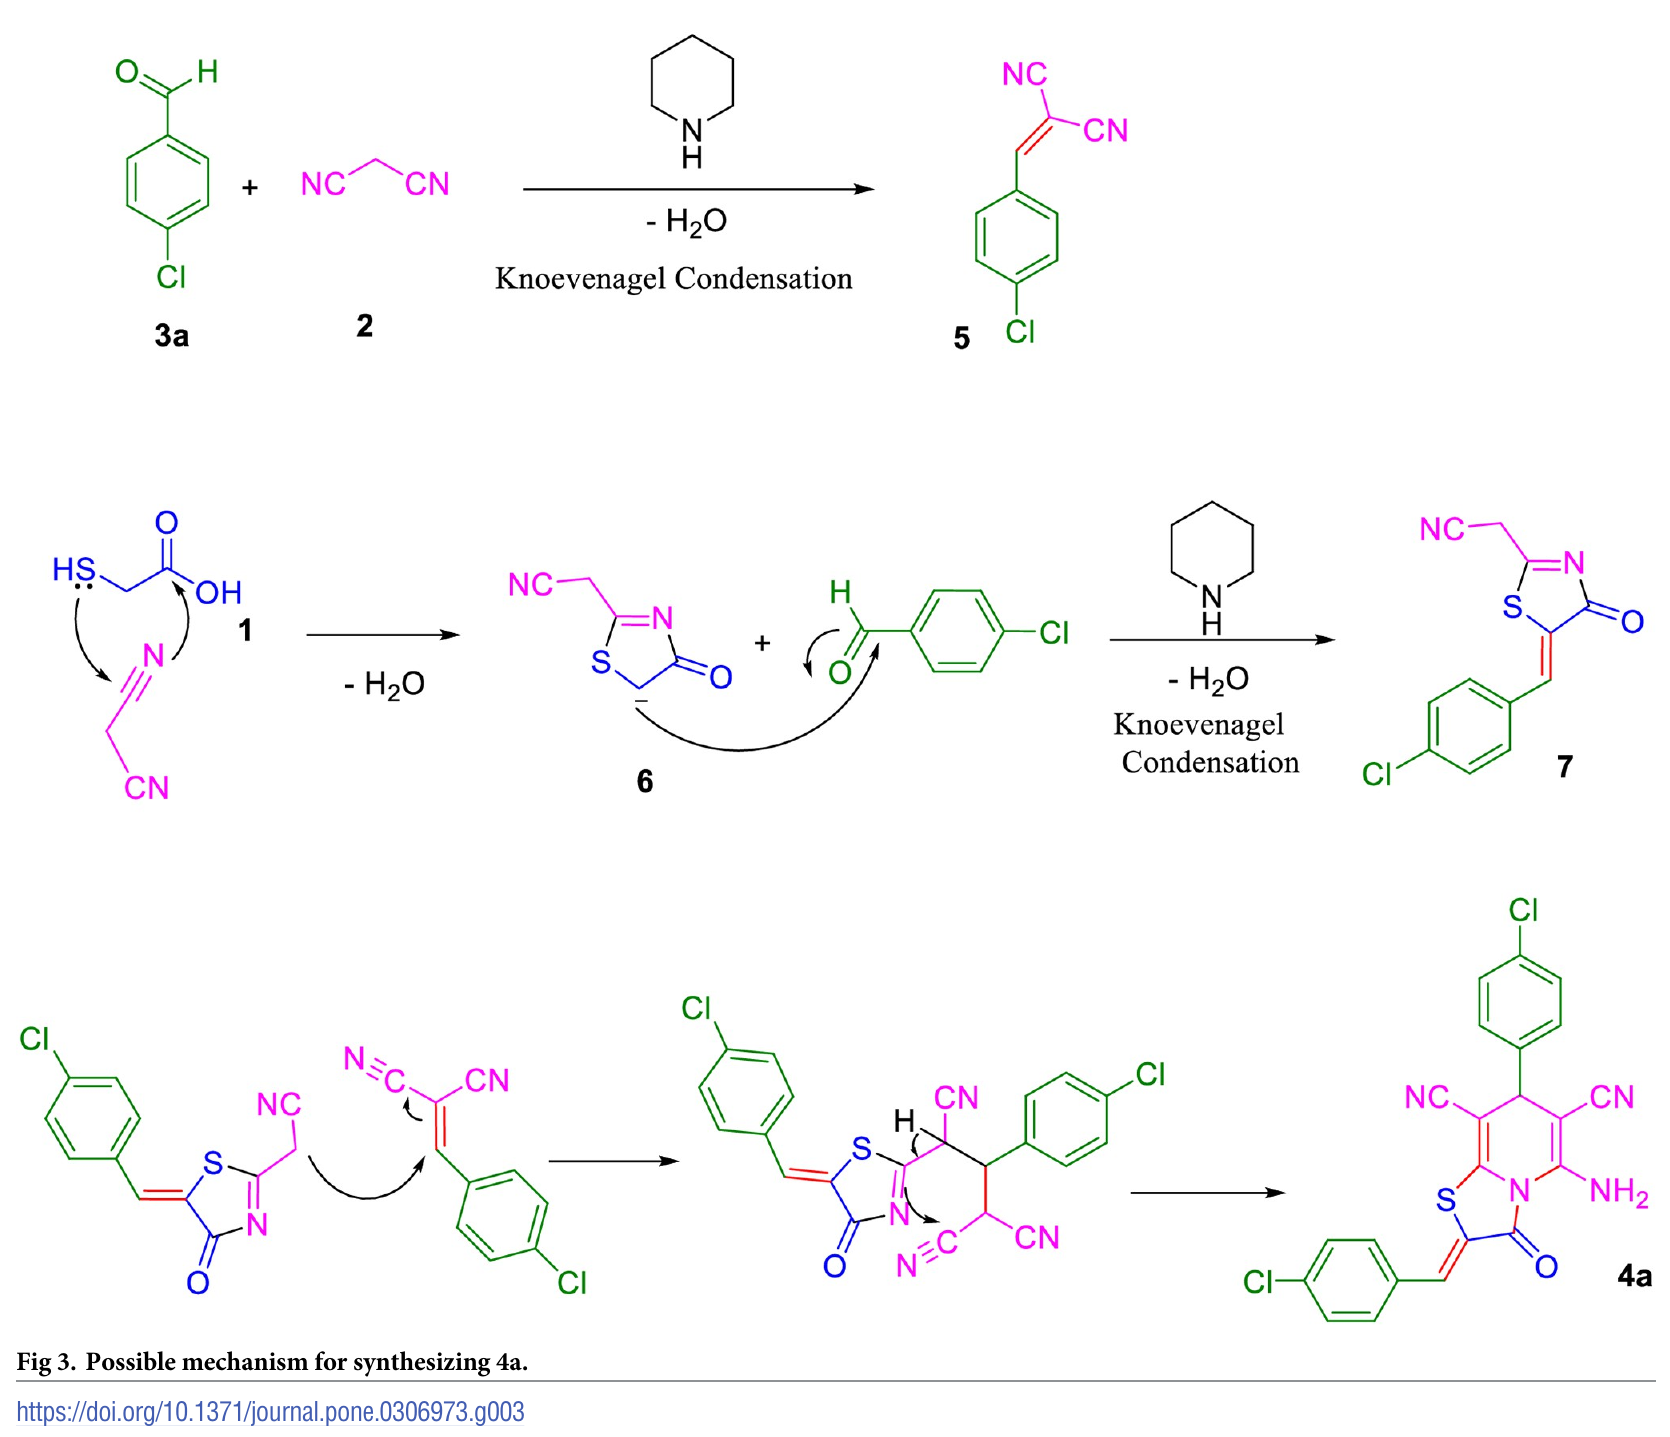 O H
Cl
3a
+
NC CN
2
N
H
- H2O
Knoevenagel Condensation
NC
CN
Cl
5
HS
O
OH
1
N
CN
- H2O
NC
N
S
O
–
6
+
H
O
Cl
N
H
- H2O
Knoevenagel
Condensation
NC
N
S
O
Cl
7
Cl
NC
S
N
O
N
C
CN
Cl
Cl
S
N
O
H
CN
Cl
N
C
CN
Cl
NC
CN
S
N
NH2
O
Cl
4a
Fig 3. Possible mechanism for synthesizing 4a.
https://doi.org/10.1371/journal.pone.0306973.g003